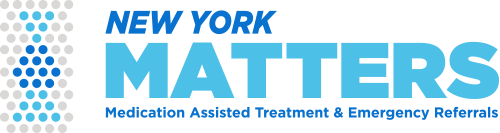 NEW YORK
MATTERS
Medication Assisted Treatment & Emergency Referrals